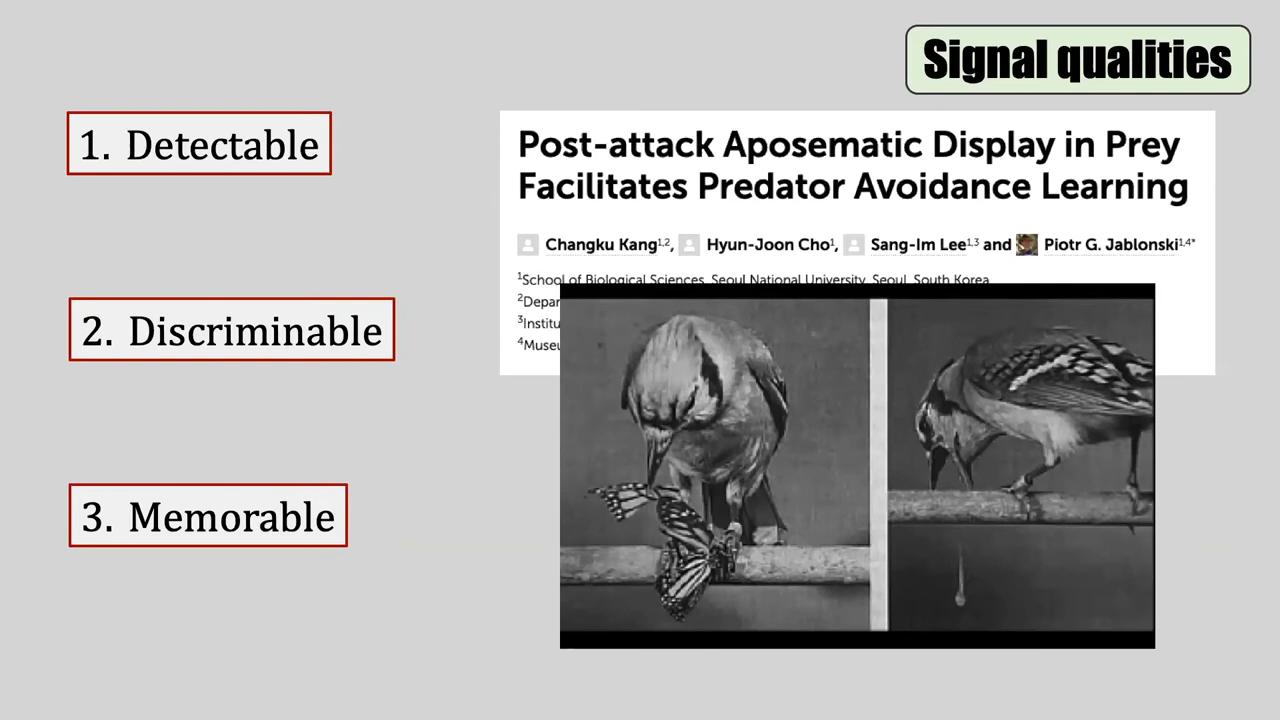 Signal qualities
1. Detectable
2. Discriminable
3. Memorable
Post-attack Aposematic Display in Prey
Facilitates Predator Avoidance Learning
Changku Kang1,2, Hyun-Joon Cho1, Sang-Im Lee1,3 and Piotr G. Jablonski1,4*
1School of Biological Sciences, Seoul National University, Seoul, South Korea
2Depar
3Institu
4Museu